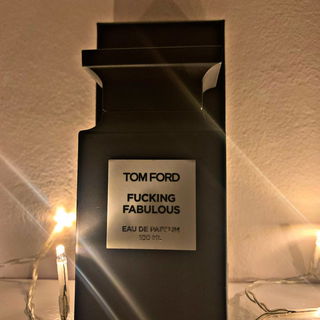 TOM FORD
FUCKING
FABULOUS
EAU DE PARFUM
100 ML